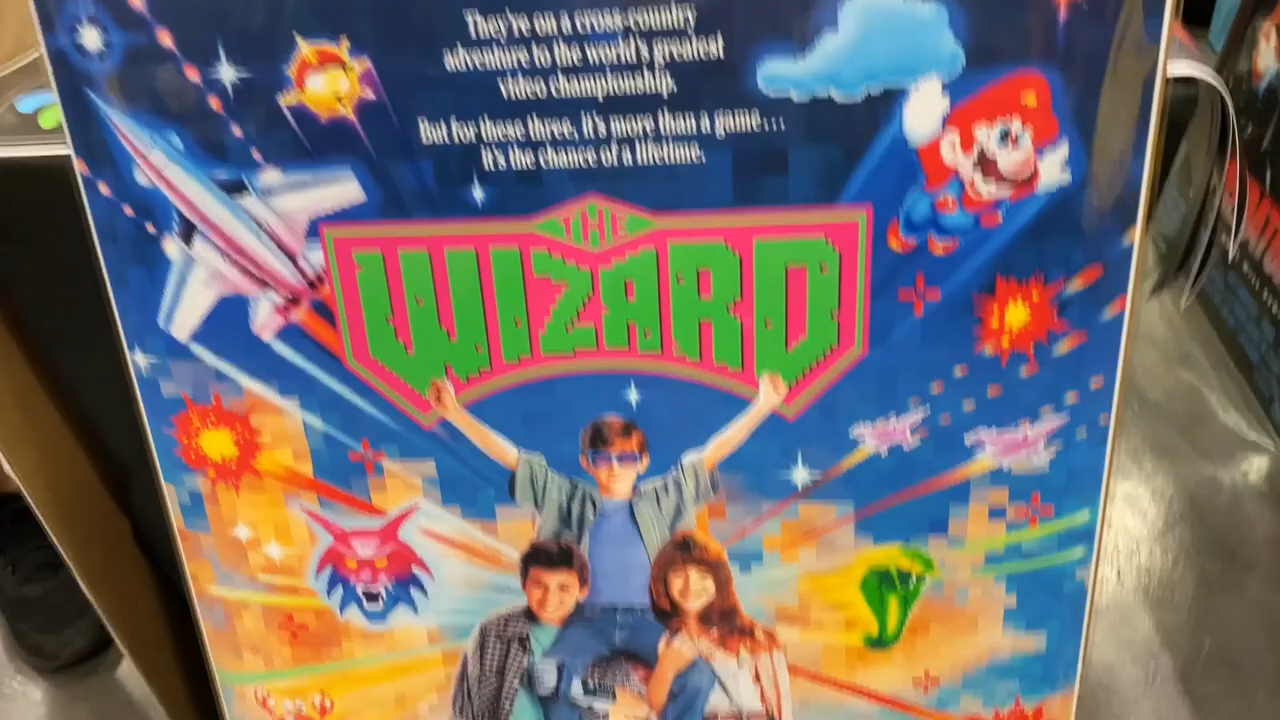 They're on a cross-country
adventure to the world's greatest
video championship.
But for these three, it's more than a game...
it's the chance of a lifetime.
THE
WIZARD